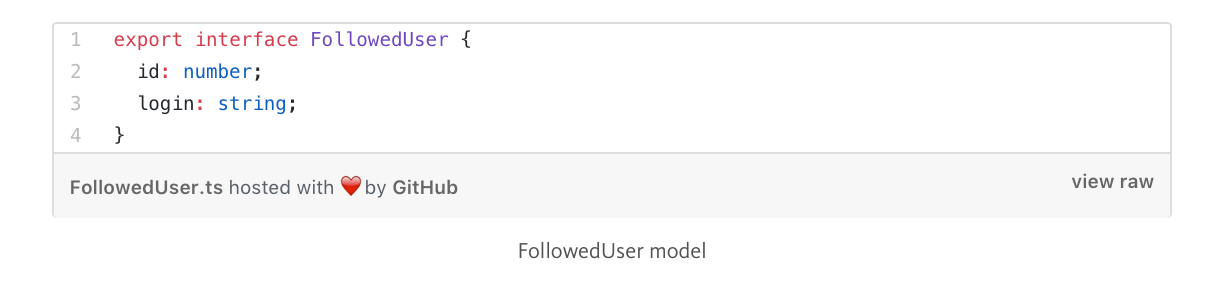 1 export interface FollowedUser {
2 id: number;
3 login: string;
4 }
FollowedUser.ts hosted with ❤ by GitHub view raw
FollowedUser model